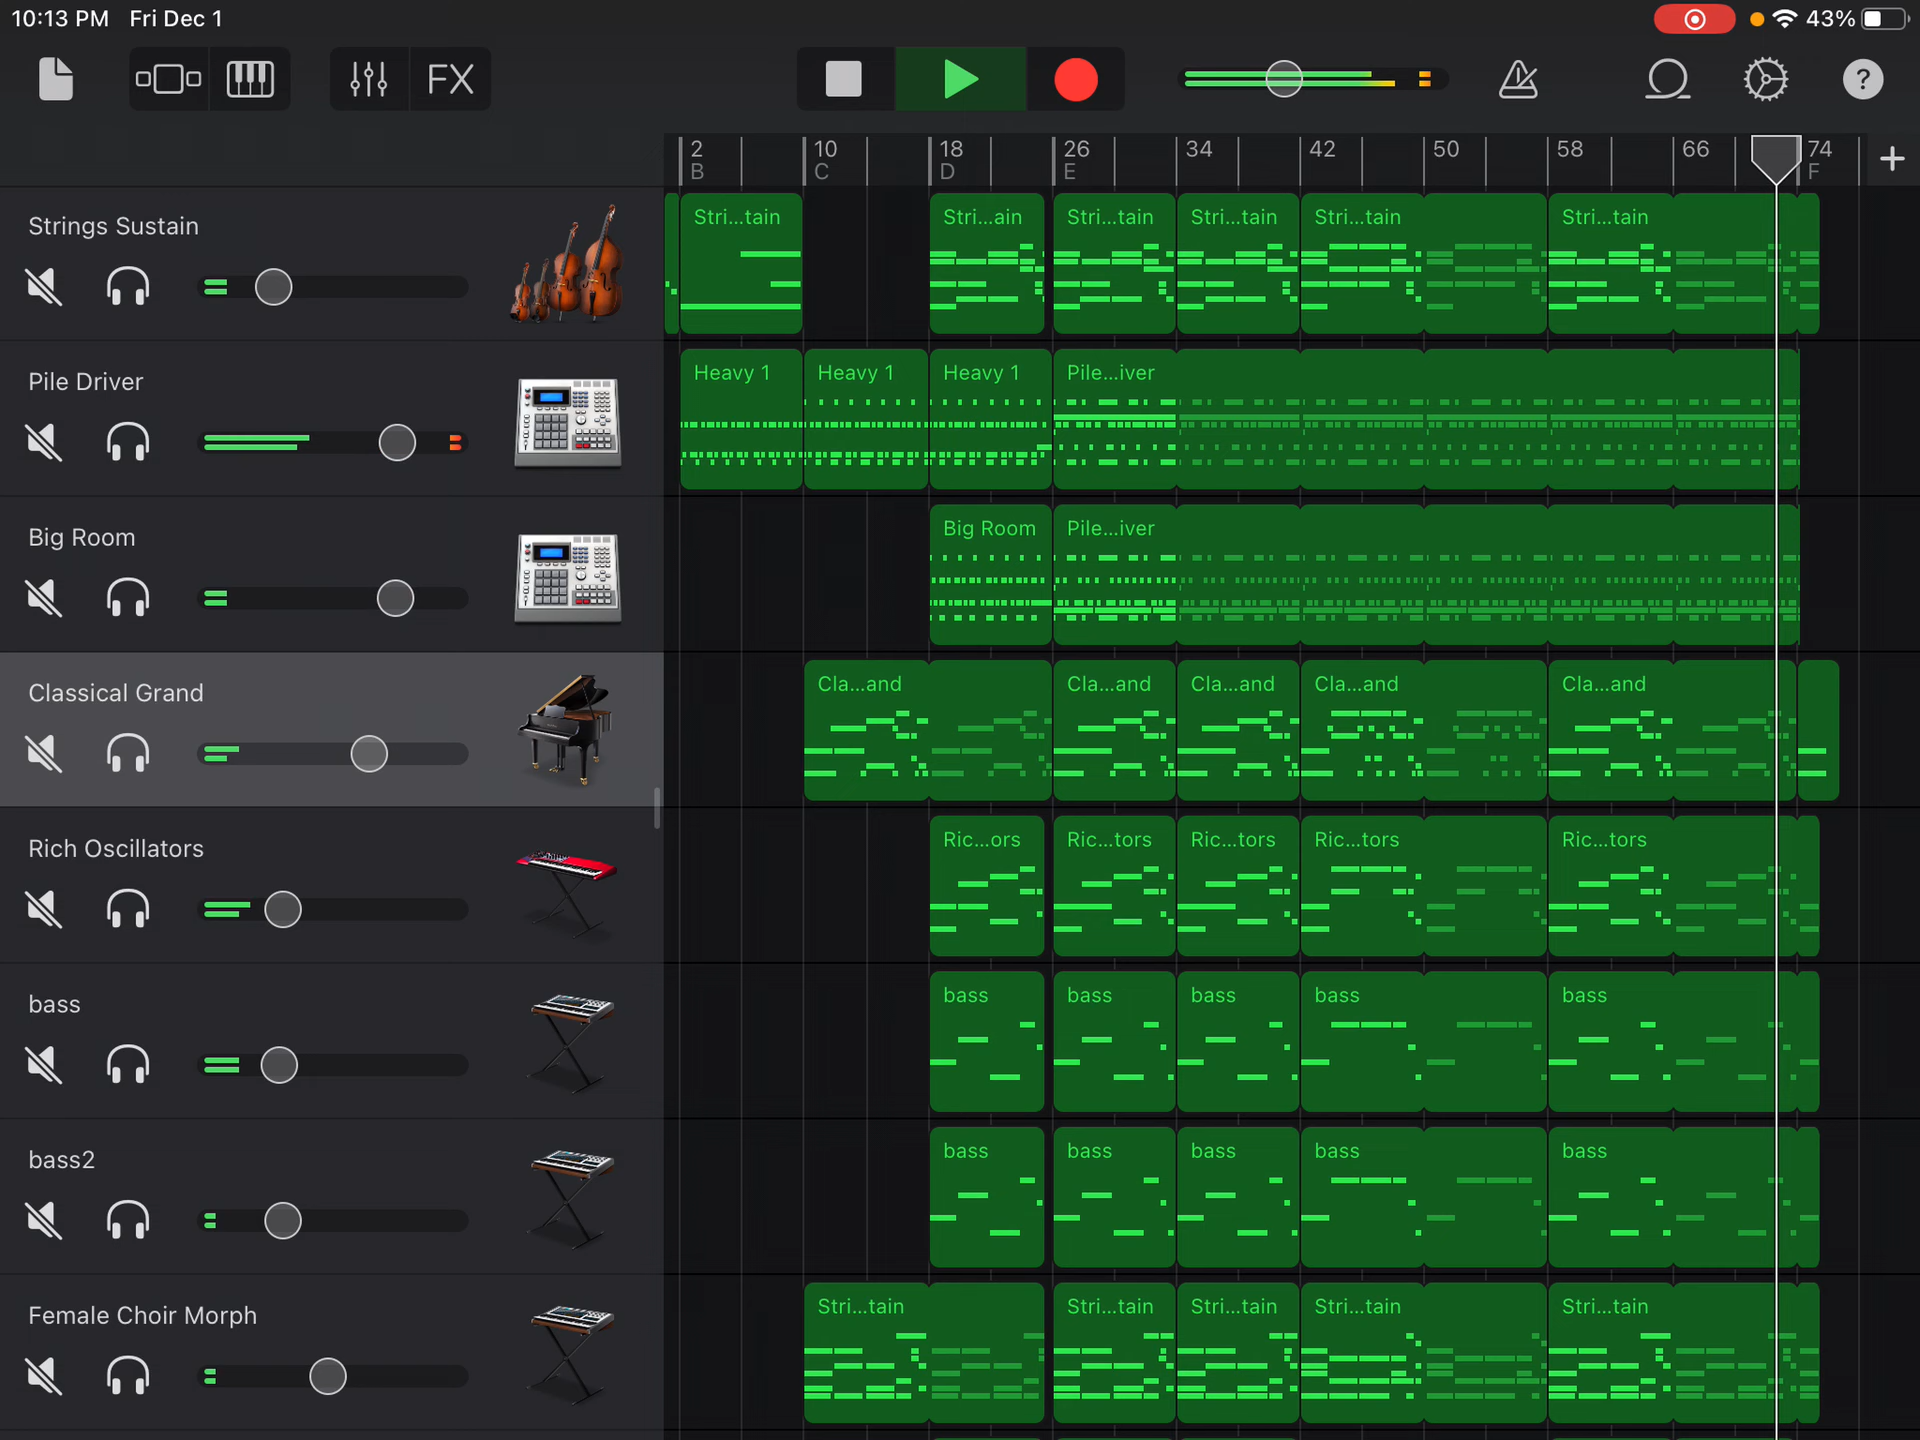 10:13 PM Fri Dec 1
43%
FX
?
2 10 18 26 34 42 50 58 66 74
B C D E F
Strings Sustain
Stri...tain Stri...ain Stri...tain Stri...tain Stri...tain Stri...tain
Pile Driver
Heavy 1 Heavy 1 Heavy 1 Pile...iver
Big Room
Big Room Pile...iver
Classical Grand
Cla...and Cla...and Cla...and Cla...and Cla...and
Rich Oscillators
Ric...ors Ric...tors Ric...tors Ric...tors Ric...tors
bass
bass bass bass bass bass
bass2
bass bass bass bass bass
Female Choir Morph
Stri...tain Stri...tain Stri...tain Stri...tain Stri...tain